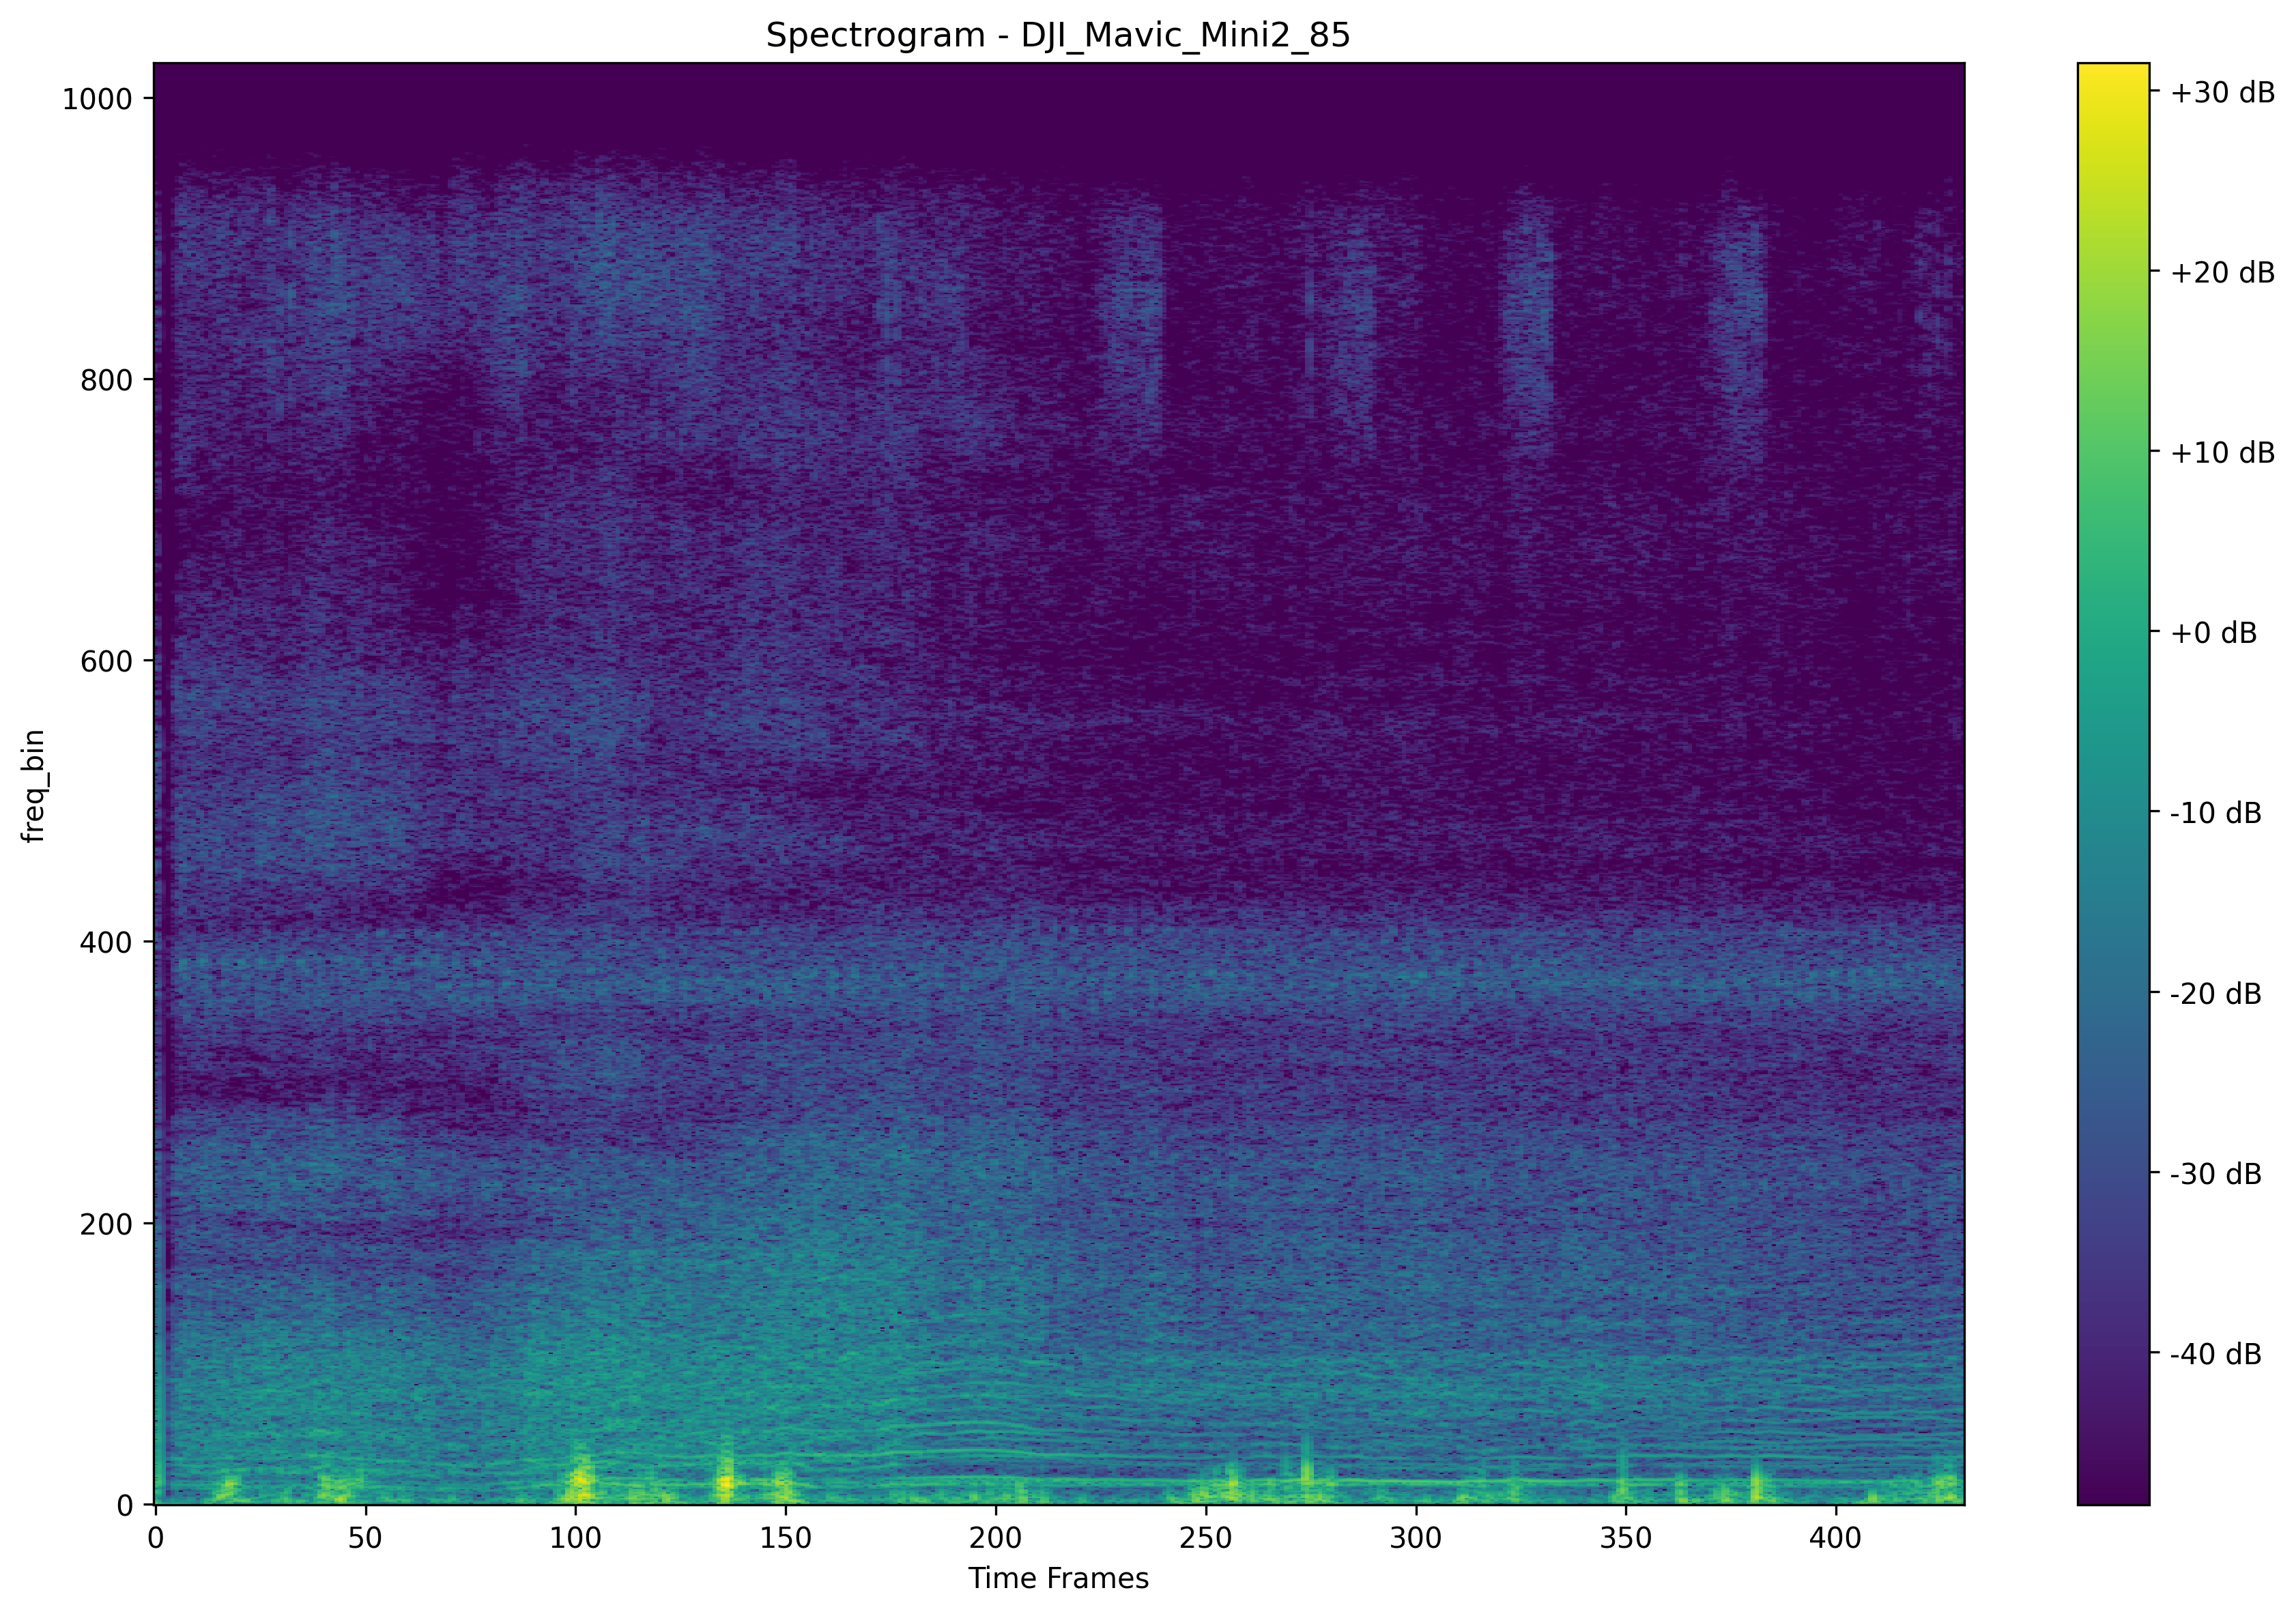 Spectrogram - DJI_Mavic_Mini2_85
1000
800
600
400
200
0
freq_bin
0 50 100 150 200 250 300 350 400
Time Frames
+30 dB
+20 dB
+10 dB
+0 dB
-10 dB
-20 dB
-30 dB
-40 dB